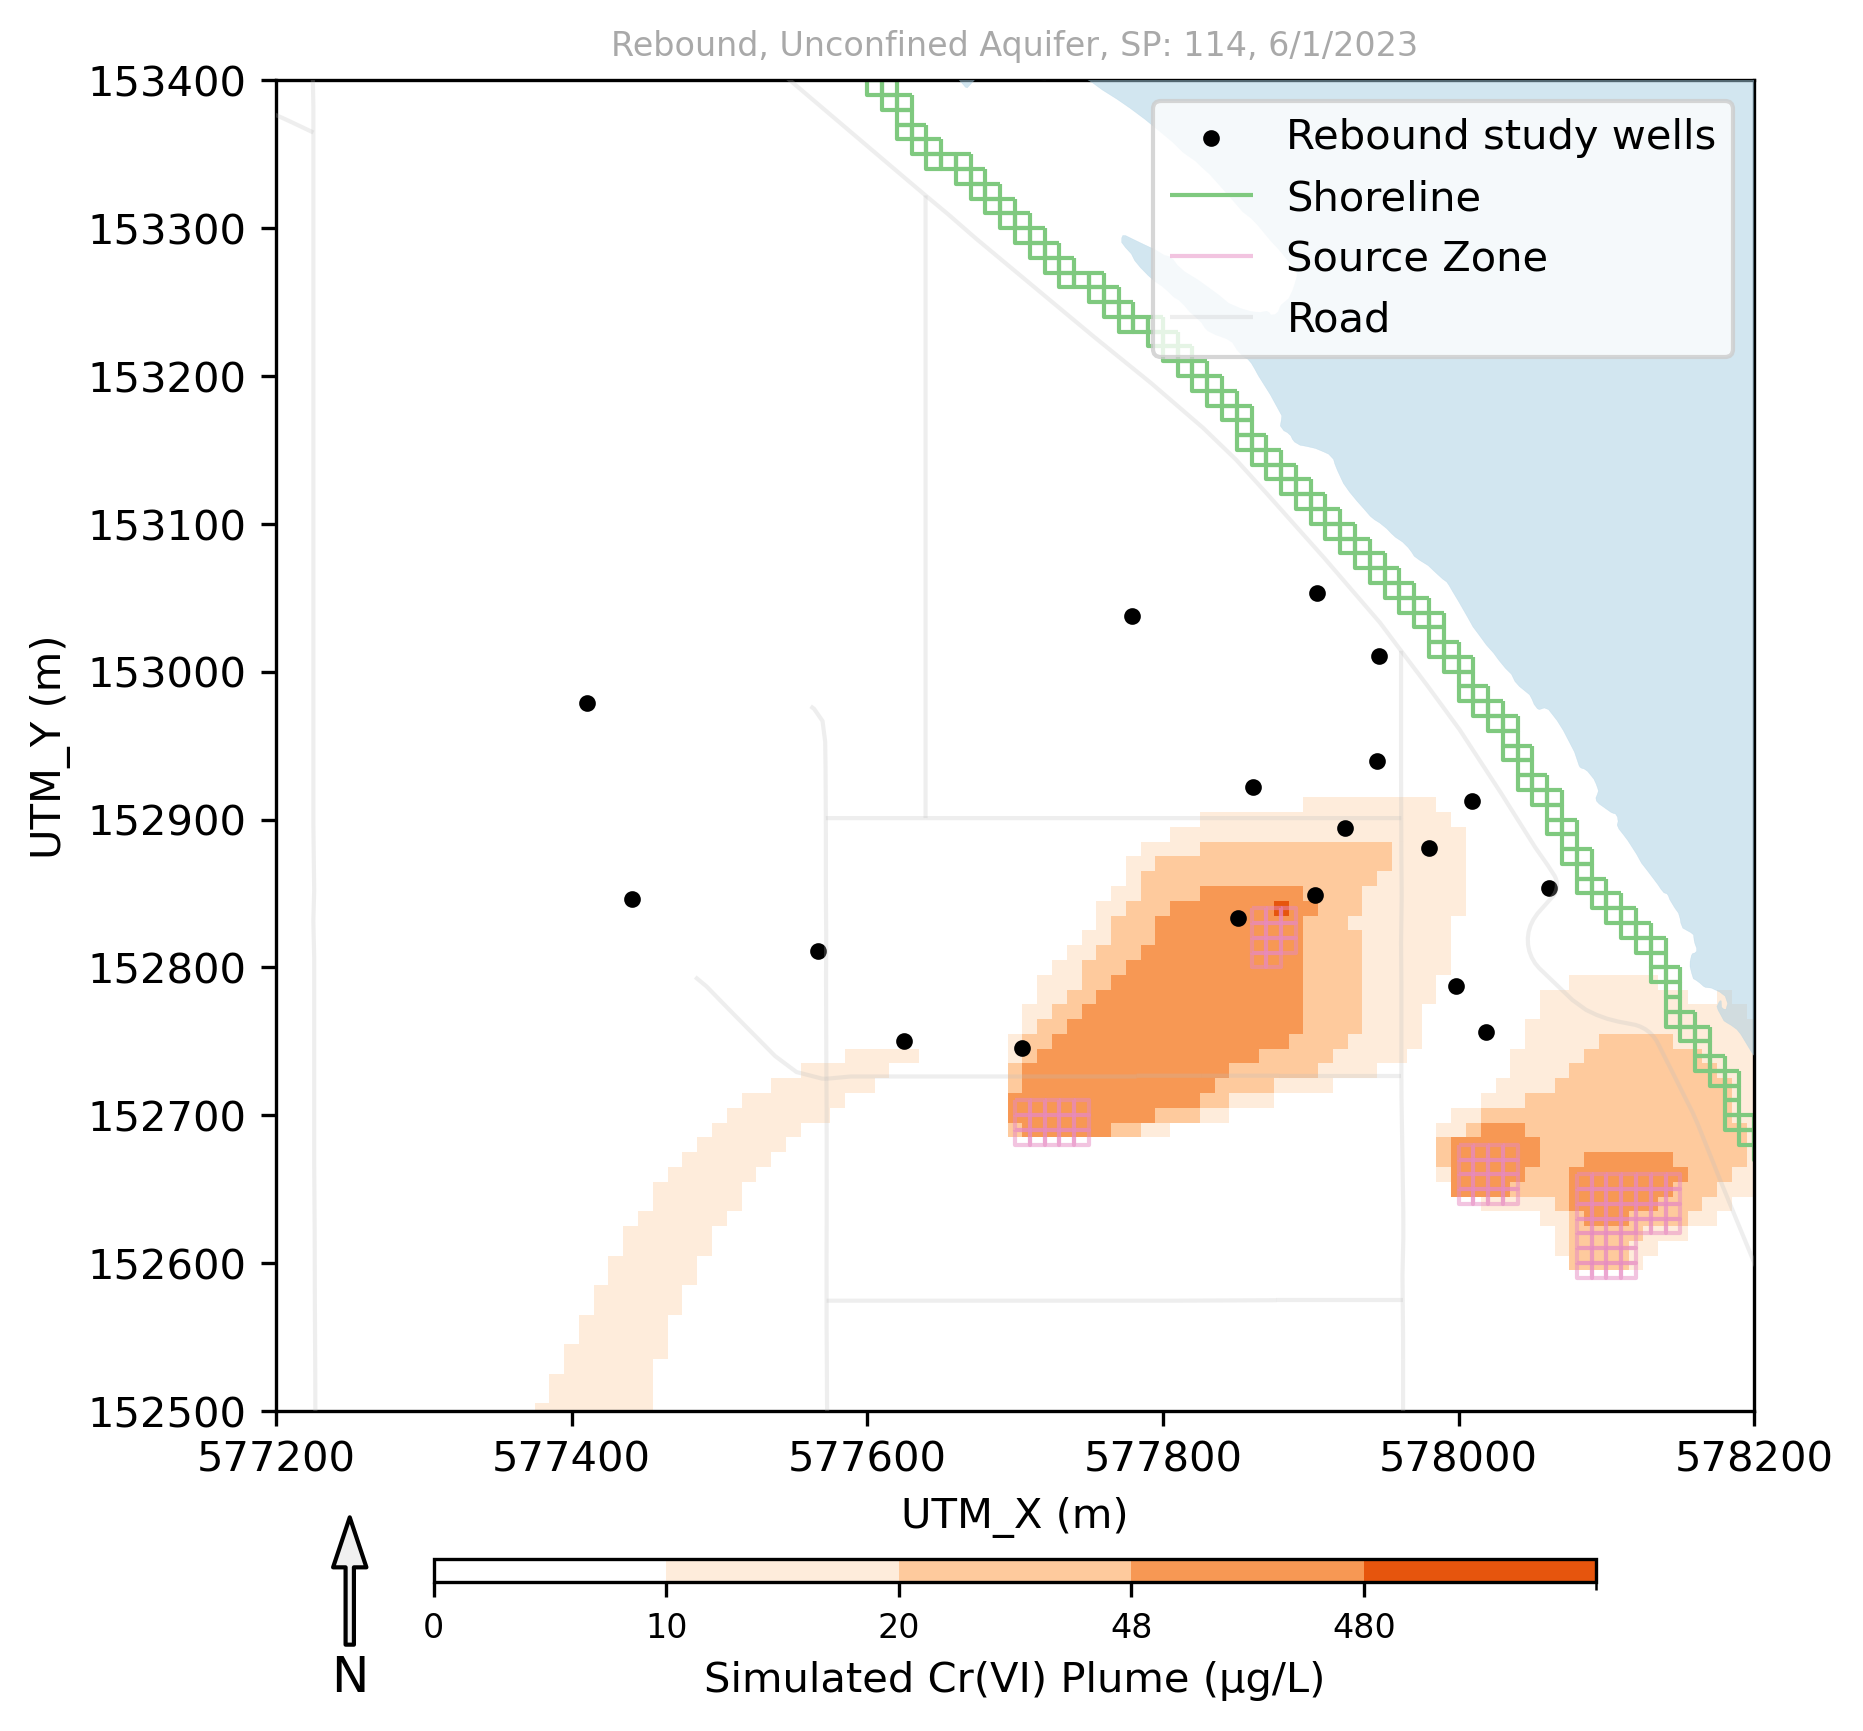 Rebound, Unconfined Aquifer, SP: 114, 6/1/2023
153400
153300
153200
153100
153000
152900
152800
152700
152600
152500
UTM_Y (m)
Rebound study wells
Shoreline
Source Zone
Road
577200 577400 577600 577800 578000 578200
UTM_X (m)
N
0 10 20 48 480
Simulated Cr(VI) Plume (μg/L)